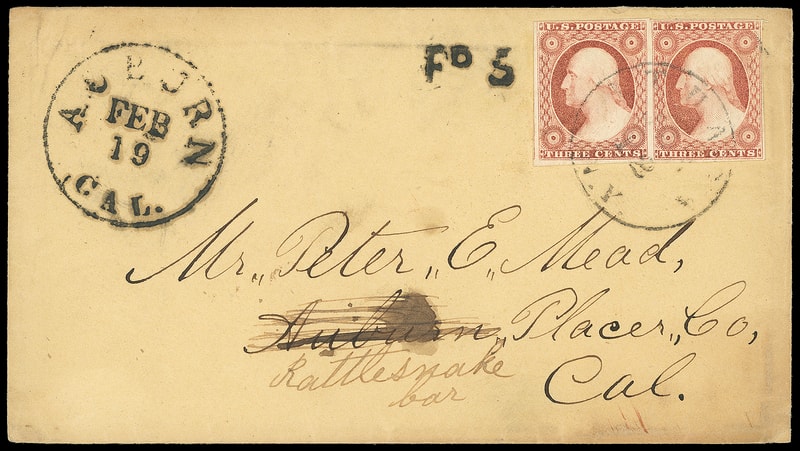 AUBURN
FEB
19
CAL.
FD 5
U.S. POSTAGE
THREE CENTS
U.S. POSTAGE
THREE CENTS
Mr,, Peter,, E,, Mead,
Auburn,, Placer,, Co,
Rattlesnake
bar
Cal.